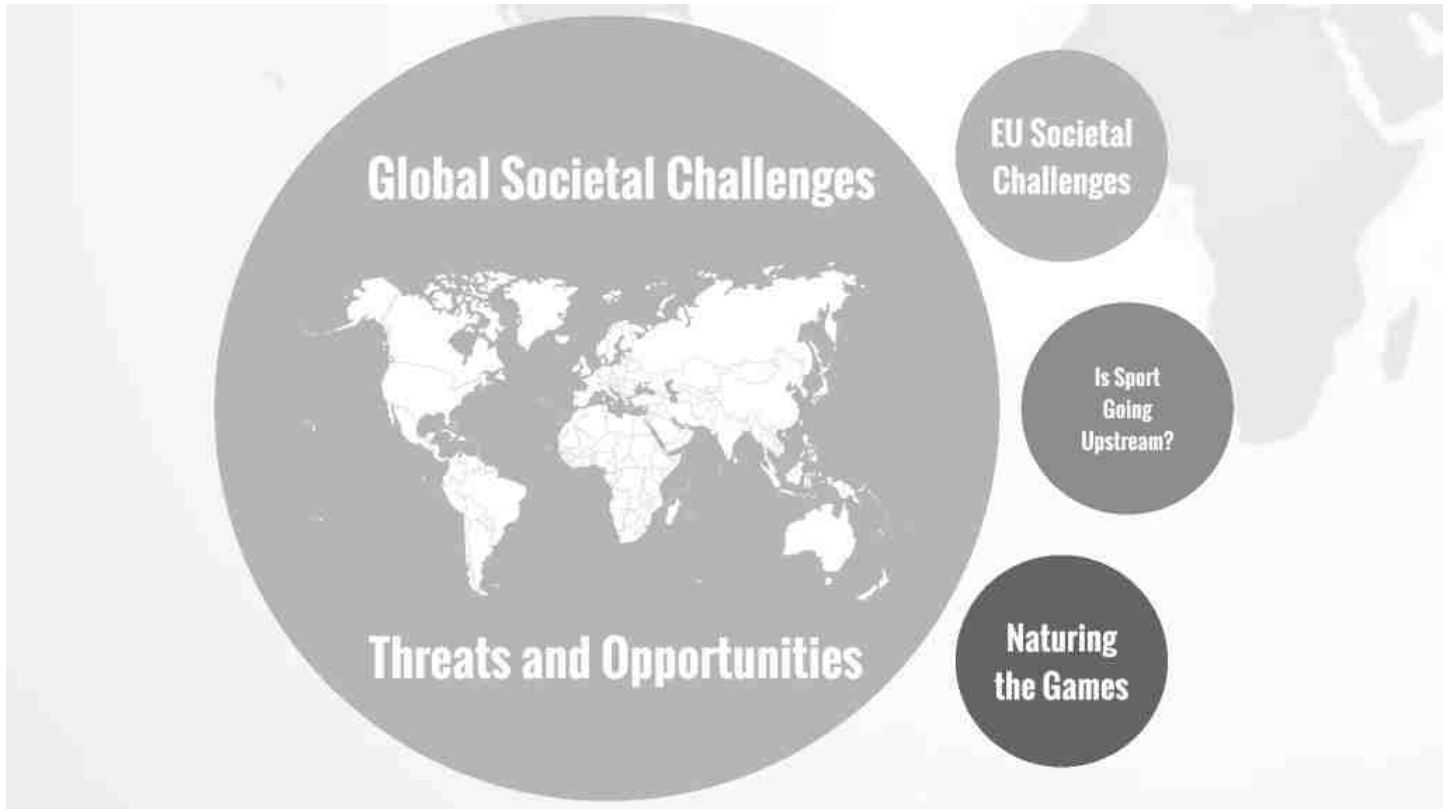 Global Societal Challenges
Threats and Opportunities
EU Societal
Challenges
Is Sport
Going
Upstream?
Naturing
the Games